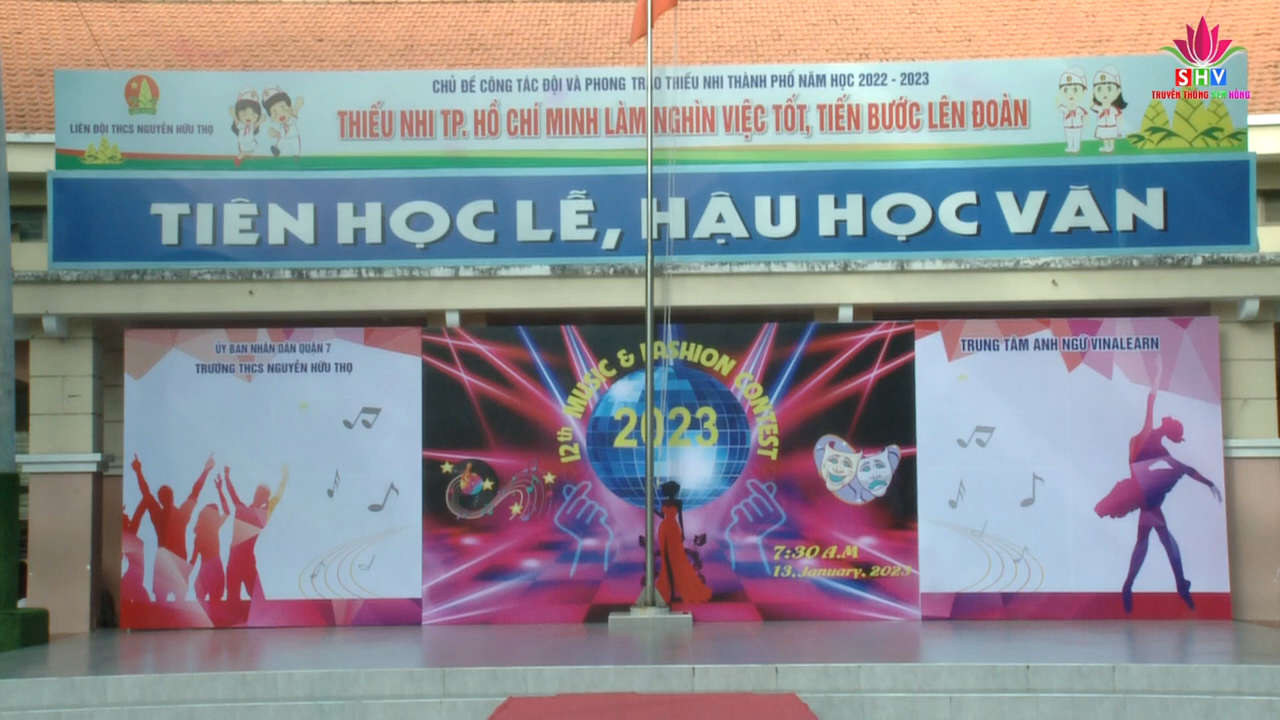 CHỦ ĐỀ CÔNG TÁC ĐỘI VÀ PHONG TRÀO THIẾU NHI THÀNH PHỐ NĂM HỌC 2022 - 2023
LIÊN ĐỘI THCS NGUYỄN HỮU THỌ
THIẾU NHI TP. HỒ CHÍ MINH LÀM NGHÌN VIỆC TỐT, TIẾN BƯỚC LÊN ĐOÀN
SHV
TRUYỀN THÔNG SEN HỒNG
TIÊN HỌC LỄ, HẬU HỌC VĂN
ỦY BAN NHÂN DÂN QUẬN 7
TRƯỜNG THCS NGUYỄN HỮU THỌ
12th MUSIC & FASHION CONTEST
2023
7:30 A.M
13, January, 2023
TRUNG TÂM ANH NGỮ VINALEARN